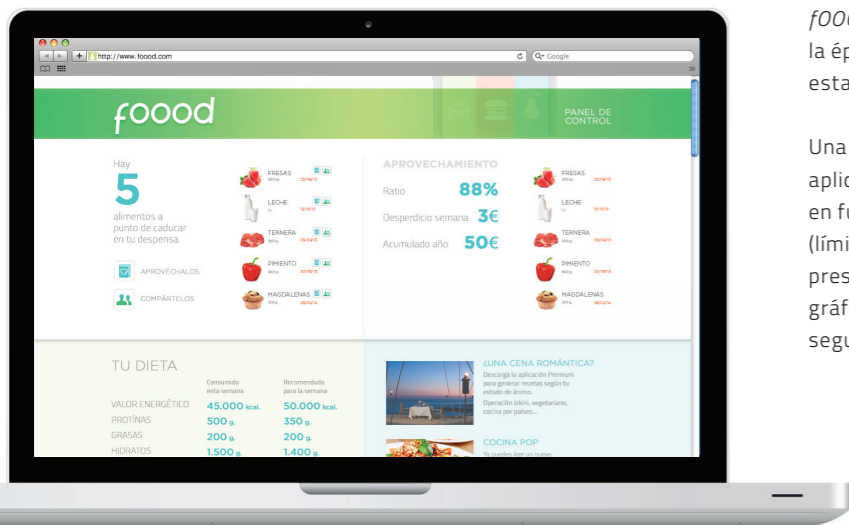 http://www.foood.com
Google
foood
PANEL DE
CONTROL
Hay
5
alimentos a
punto de caducar
en tu despensa
APROVÉCHALOS
COMPÁRTELOS
FRESAS
LECHE
TERNERA
PIMIENTO
MAGDALENAS
APROVECHAMIENTO
Ratio 88%
Desperdicio semana 3€
Acumulado año 50€
FRESAS
LECHE
TERNERA
PIMIENTO
MAGDALENAS
TU DIETA
Consumido
esta semana
Recomendado
para la semana
VALOR ENERGÉTICO 45.000 kcal. 50.000 kcal.
PROTÍNAS 500 g. 350 g.
GRASAS 200 g. 200 g.
HIDRATOS 1.500 g. 1.400 g.
¿UNA CENA ROMÁNTICA?
Descarga la aplicación Premium
para generar recetas según tu
estado de ánimo.
Operación bikini, vegetariano,
cocina por países...
COCINA POP
Ya puedes leer un nuevo
la ép
esta
Una
aplic
en fu
(lími
pres
gráf
segu